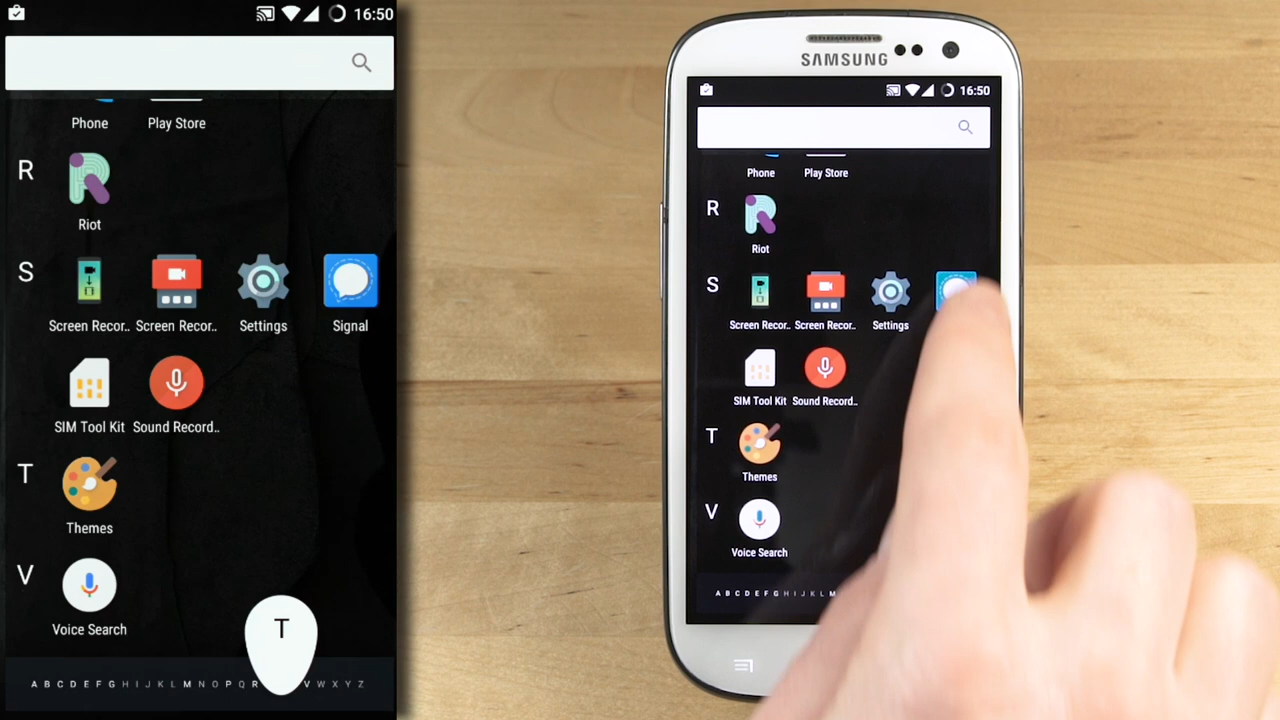 16:50
Phone Play Store
R
Riot
S
Screen Recor.. Screen Recor.. Settings Signal
SIM Tool Kit Sound Record..
T
Themes
V
Voice Search
T
A B C D E F G H I J K L M N O P Q R V W X Y Z
SAMSUNG
16:50
Phone Play Store
R
Riot
S
Screen Recor.. Screen Recor.. Settings
SIM Tool Kit Sound Record..
T
Themes
V
Voice Search
A B C D E F G H I J K L M